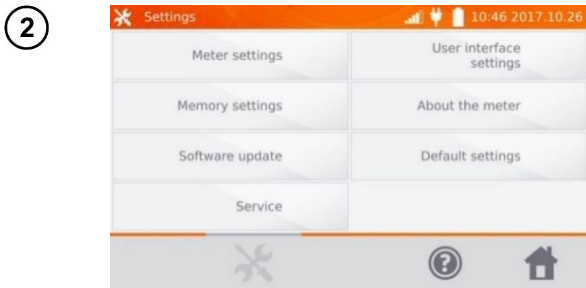 2
Settings
10:46 2017.10.26
Meter settings
User interface
settings
Memory settings
About the meter
Software update
Default settings
Service
?